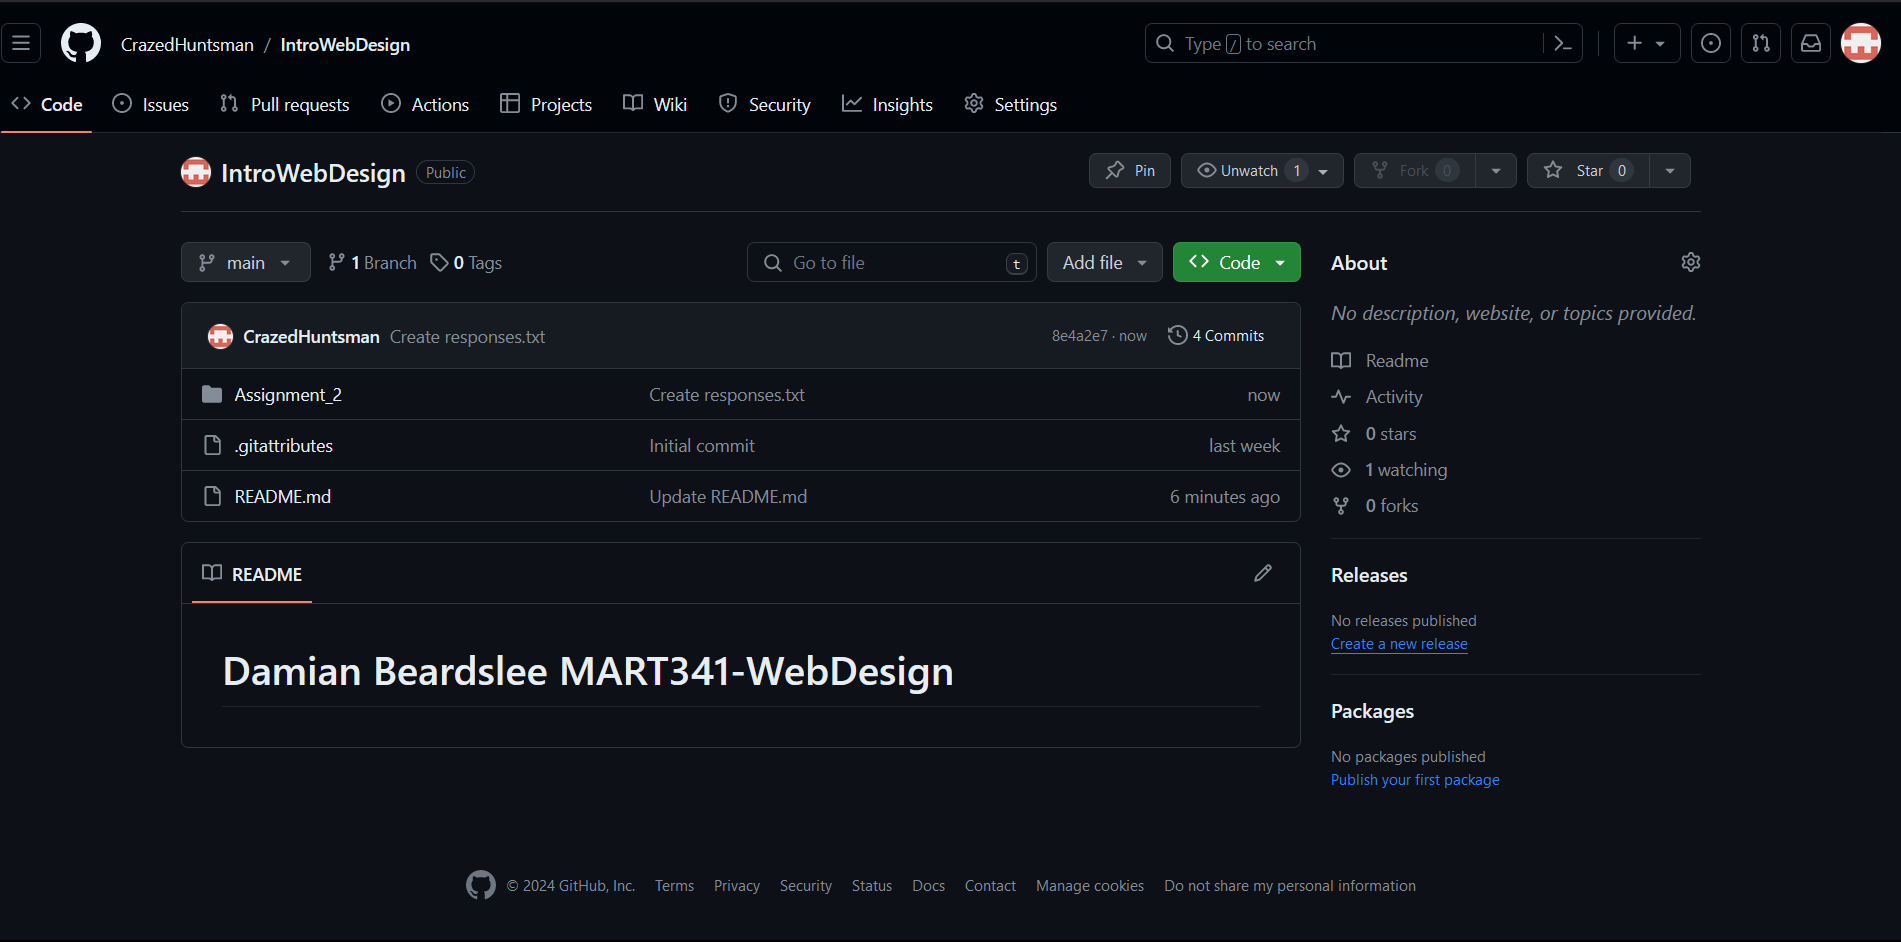 CrazedHuntsman / IntroWebDesign
Type / to search
Code Issues Pull requests Actions Projects Wiki Security Insights Settings
IntroWebDesign Public
Pin Unwatch 1 Fork 0 Star 0
main 1 Branch 0 Tags
Go to file t Add file Code
CrazedHuntsman Create responses.txt 8e4a2e7 · now 4 Commits
Assignment_2 Create responses.txt now
.gitattributes Initial commit last week
README.md Update README.md 6 minutes ago
README
Damian Beardslee MART341-WebDesign
About
No description, website, or topics provided.
Readme
Activity
0 stars
1 watching
0 forks
Releases
No releases published
Create a new release
Packages
No packages published
Publish your first package
© 2024 GitHub, Inc. Terms Privacy Security Status Docs Contact Manage cookies Do not share my personal information